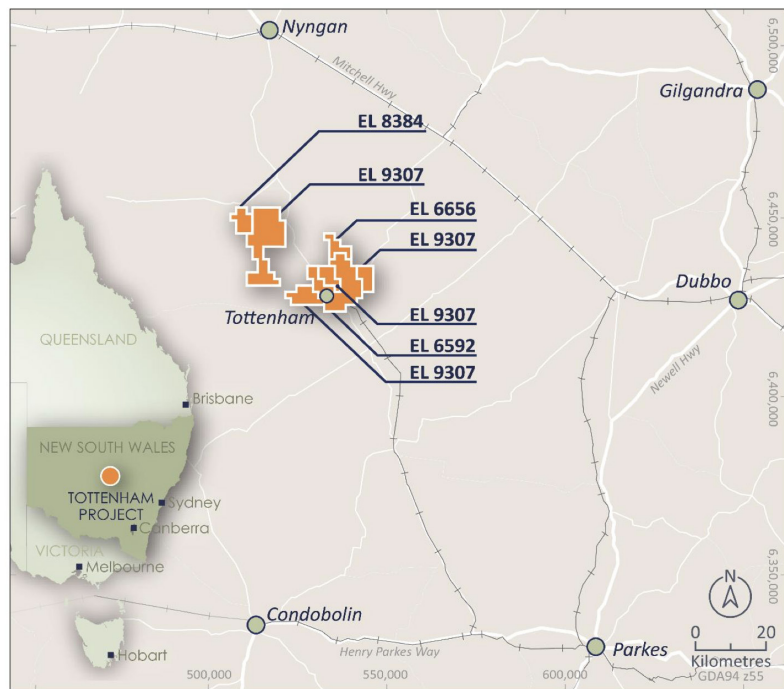 Nyngan
Mitchell Hwy
Gilgandra
6,500,000
EL 8384
EL 9307
EL 6656
EL 9307
6,450,000
Dubbo
Tottenham
EL 9307
EL 6592
EL 9307
Newell Hwy
6,400,000
QUEENSLAND
Brisbane
NEW SOUTH WALES
TOTTENHAM
PROJECT
Sydney
Canberra
VICTORIA
Melbourne
Hobart
6,350,000
N
Condobolin
Henry Parkes Way
Parkes
0 20
Kilometres
GDA94 z55
500,000
550,000
600,000